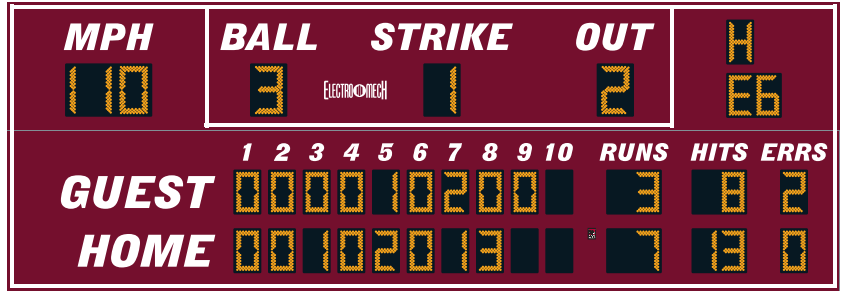 MPH BALL STRIKE OUT H
110 3 ELECTRO-MECH 1 2 E6
1 2 3 4 5 6 7 8 9 10 RUNS HITS ERRS
GUEST 0 0 0 0 1 0 2 0 0 3 8 2
HOME 0 0 1 0 2 0 1 3 7 13 0